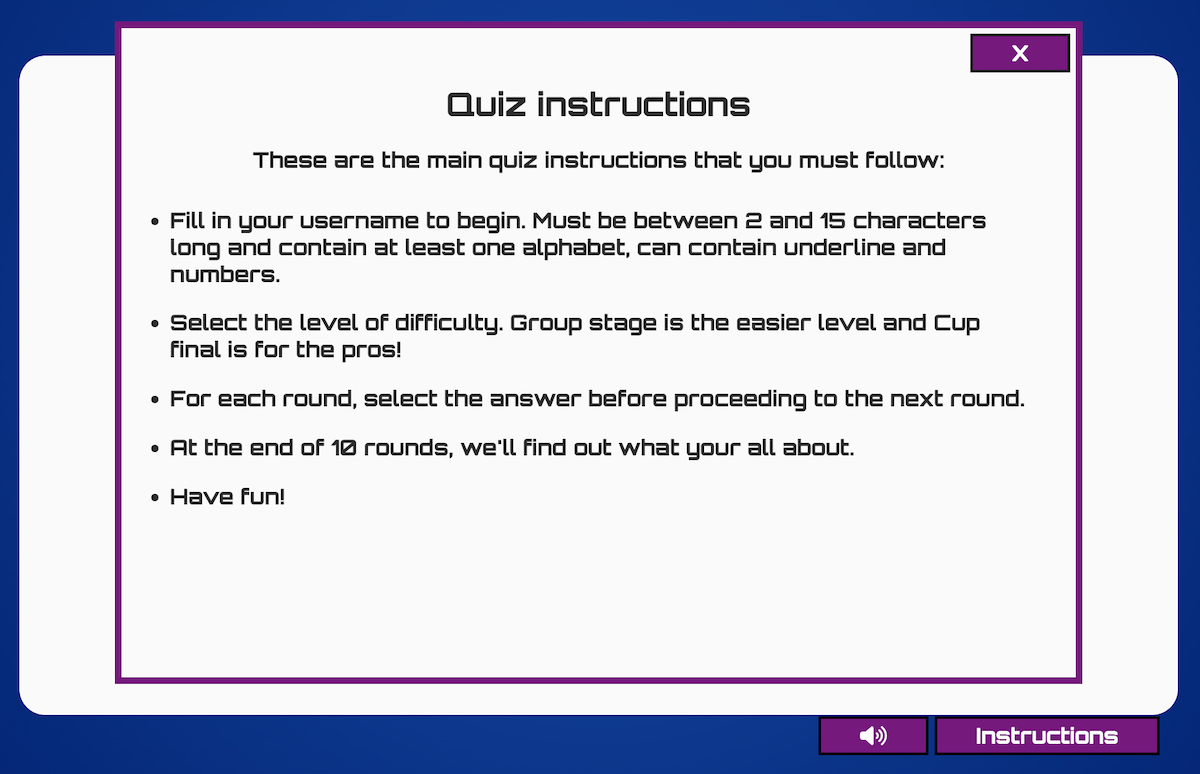 X
Quiz instructions
These are the main quiz instructions that you must follow:
• Fill in your username to begin. Must be between 2 and 15 characters
long and contain at least one alphabet, can contain underline and
numbers.
• Select the level of difficulty. Group stage is the easier level and Cup
final is for the pros!
• For each round, select the answer before proceeding to the next round.
• At the end of 10 rounds, we'll find out what your all about.
• Have fun!
Instructions